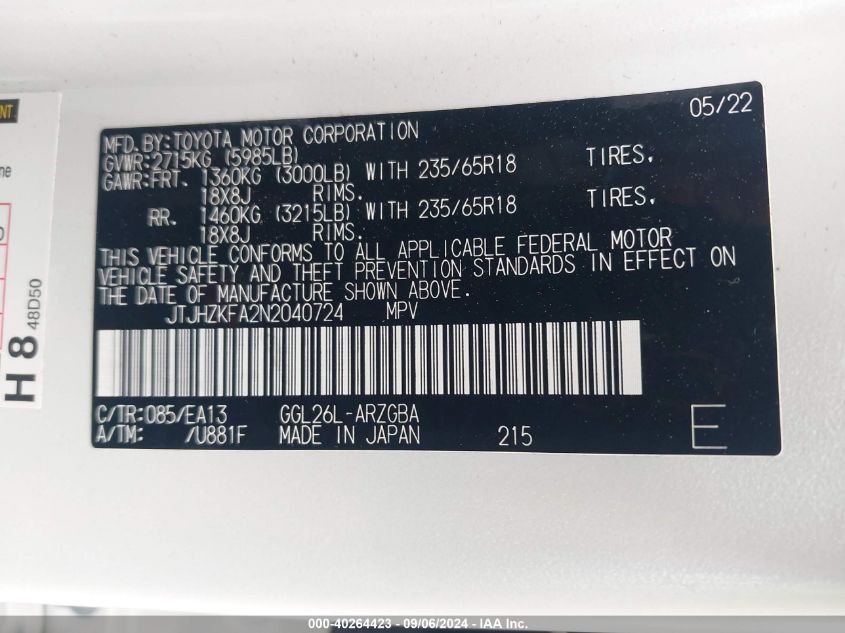 05/22
MFD.BY:TOYOTA MOTOR CORPORATION
GVWR:2715KG (5985LB)
GAWR:FRT. 1360KG (3000LB) WITH 235/65R18 TIRES.
18X8J RIMS.
RR. 1460KG (3215LB) WITH 235/65R18 TIRES.
18X8J RIMS.
THIS VEHICLE CONFORMS TO ALL APPLICABLE FEDERAL MOTOR
VEHICLE SAFETY AND THEFT PREVENTION STANDARDS IN EFFECT ON
THE DATE OF MANUFACTURE SHOWN ABOVE.
JTJHZKFA2N2040724 MPV
C/TR:085/EA13 GGL26L-ARZGBA
A/TM: /U881F MADE IN JAPAN 215 E
H 8 48D50
000-40264423 - 09/06/2024 - IAA Inc.